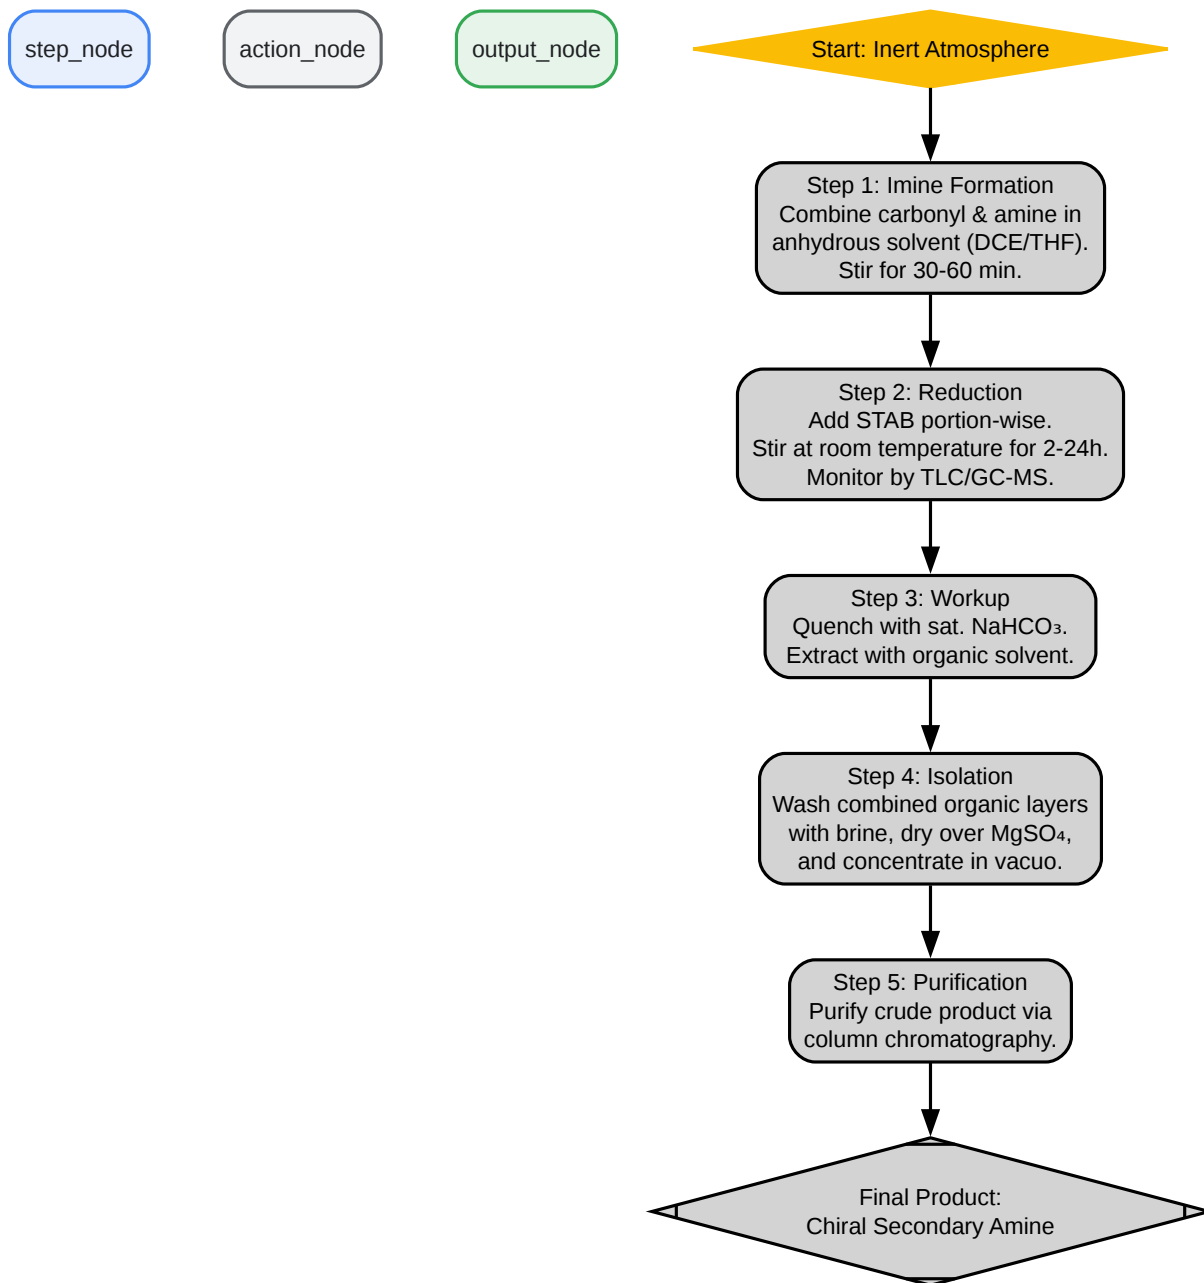 step_node
action_node
output_node
Start: Inert Atmosphere
Step 1: Imine Formation
Combine carbonyl & amine in
anhydrous solvent (DCE/THF).
Stir for 30-60 min.
Step 2: Reduction
Add STAB portion-wise.
Stir at room temperature for 2-24h.
Monitor by TLC/GC-MS.
Step 3: Workup
Quench with sat. NaHCO₃.
Extract with organic solvent.
Step 4: Isolation
Wash combined organic layers
with brine, dry over MgSO₄,
and concentrate in vacuo.
Step 5: Purification
Purify crude product via
column chromatography.
Final Product:
Chiral Secondary Amine